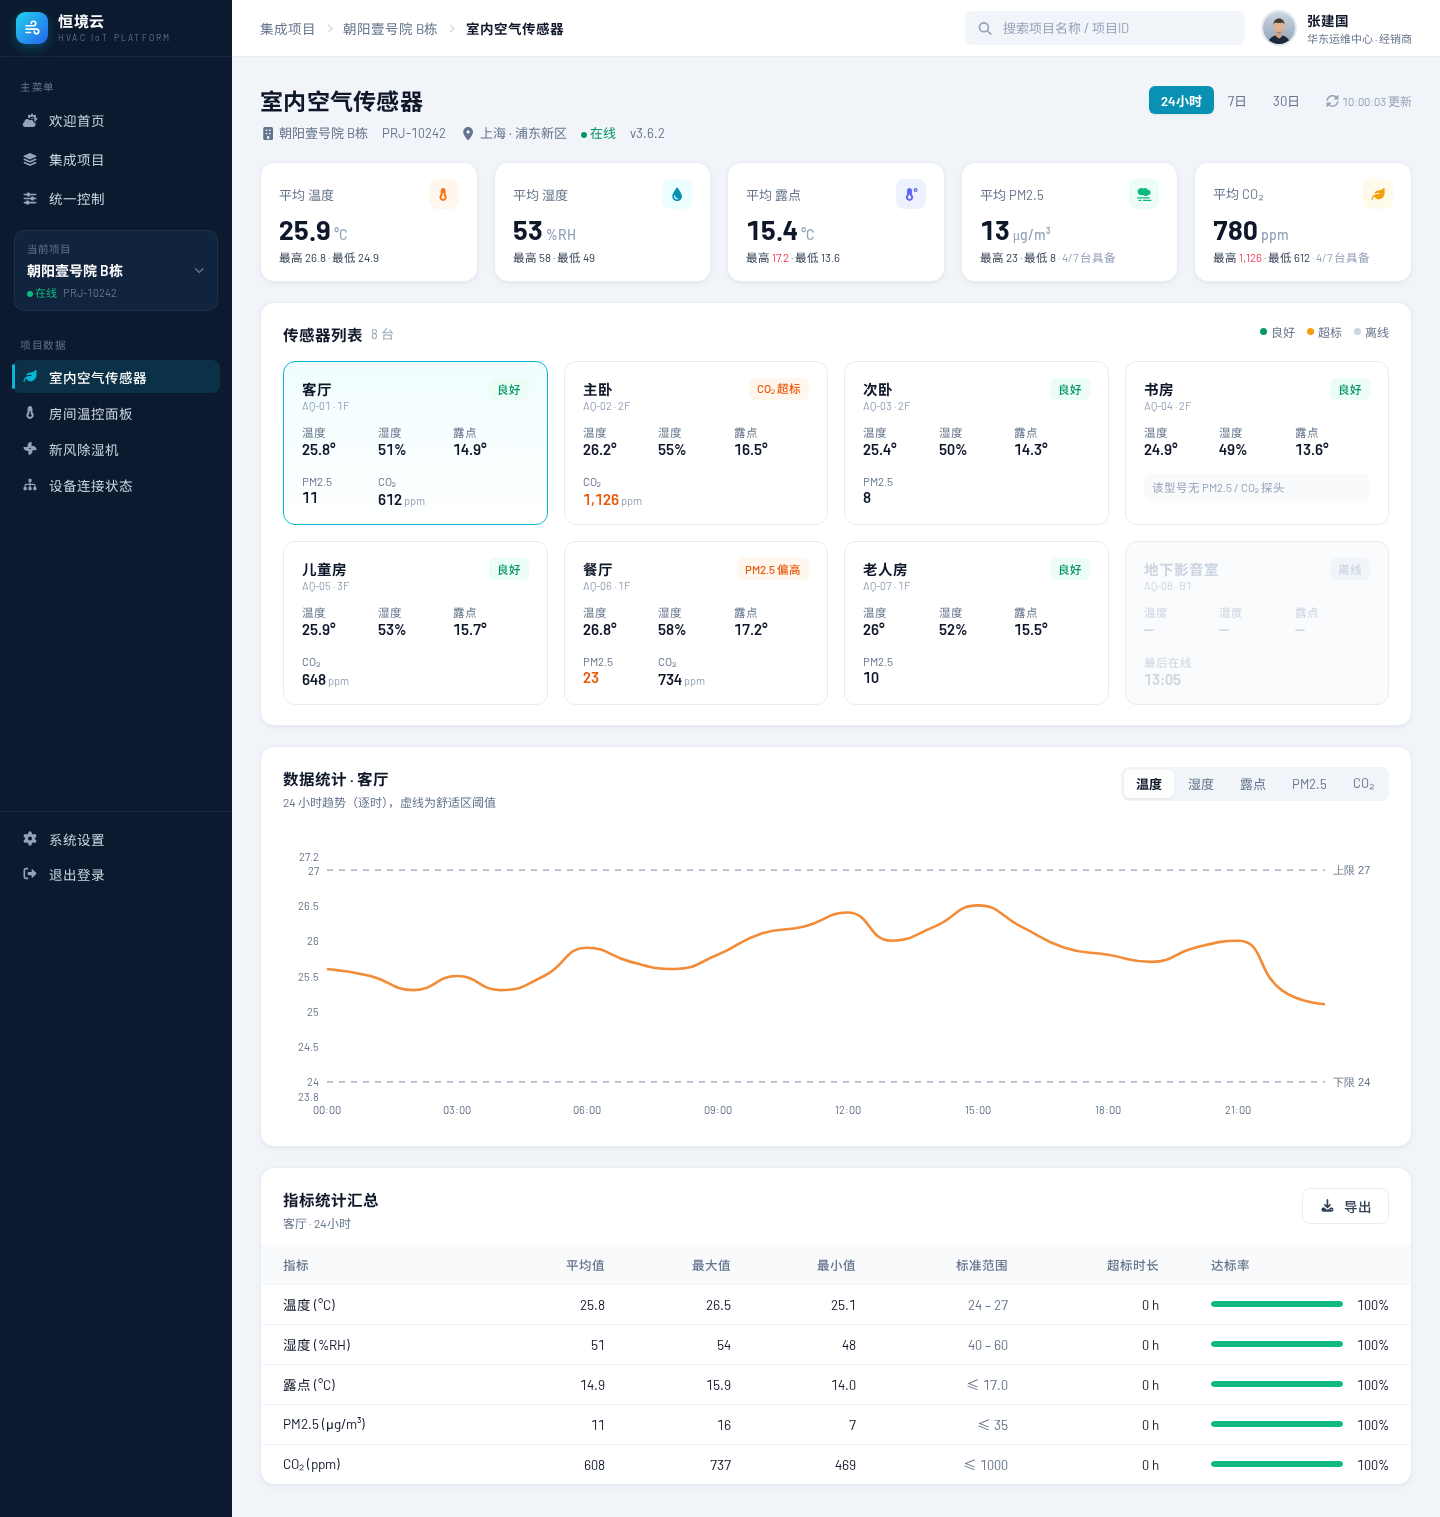 恒境云
HVAC IoT PLATFORM
集成项目 朝阳壹号院 B栋 室内空气传感器
搜索项目名称 / 项目ID
张建国
华东运维中心 · 经销商
主菜单
欢迎首页
集成项目
统一控制
当前项目
朝阳壹号院 B栋
在线 PRJ-10242
项目数据
室内空气传感器
房间温控面板
新风除湿机
设备连接状态
系统设置
退出登录
室内空气传感器
24小时 7日 30日 10:00:03 更新
朝阳壹号院 B栋 PRJ-10242 上海 · 浦东新区 在线 v3.6.2
平均 温度
25.9 °C
最高 26.8 · 最低 24.9
平均 湿度
53 %RH
最高 58 · 最低 49
平均 露点
15.4 °C
最高 17.2 · 最低 13.6
平均 PM2.5
13 µg/m³
最高 23 · 最低 8 · 4/7 台具备
平均 CO₂
780 ppm
最高 1,126 · 最低 612 · 4/7 台具备
传感器列表 8 台
良好 超标 离线
客厅 良好
AQ-01 · 1F
温度 湿度 露点
25.8° 51% 14.9°
PM2.5 CO₂
11 612 ppm
主卧 CO₂ 超标
AQ-02 · 2F
温度 湿度 露点
26.2° 55% 16.5°
CO₂
1,126 ppm
次卧 良好
AQ-03 · 2F
温度 湿度 露点
25.4° 50% 14.3°
PM2.5
8
书房 良好
AQ-04 · 2F
温度 湿度 露点
24.9° 49% 13.6°
该型号无 PM2.5 / CO₂ 探头
儿童房 良好
AQ-05 · 3F
温度 湿度 露点
25.9° 53% 15.7°
CO₂
648 ppm
餐厅 PM2.5 偏高
AQ-06 · 1F
温度 湿度 露点
26.8° 58% 17.2°
PM2.5 CO₂
23 734 ppm
老人房 良好
AQ-07 · 1F
温度 湿度 露点
26° 52% 15.5°
PM2.5
10
地下影音室 离线
AQ-08 · B1
温度 湿度 露点
— — —
最后在线
13:05
数据统计 · 客厅
24 小时趋势（逐时），虚线为舒适区阈值
温度 湿度 露点 PM2.5 CO₂
27.2
27 上限 27
26.5
26
25.5
25
24.5
24 下限 24
23.8
00:00 03:00 06:00 09:00 12:00 15:00 18:00 21:00
指标统计汇总
客厅 · 24小时
导出
指标 平均值 最大值 最小值 标准范围 超标时长 达标率
温度 (°C) 25.8 26.5 25.1 24 – 27 0 h 100%
湿度 (%RH) 51 54 48 40 – 60 0 h 100%
露点 (°C) 14.9 15.9 14.0 ≤ 17.0 0 h 100%
PM2.5 (µg/m³) 11 16 7 ≤ 35 0 h 100%
CO₂ (ppm) 608 737 469 ≤ 1000 0 h 100%